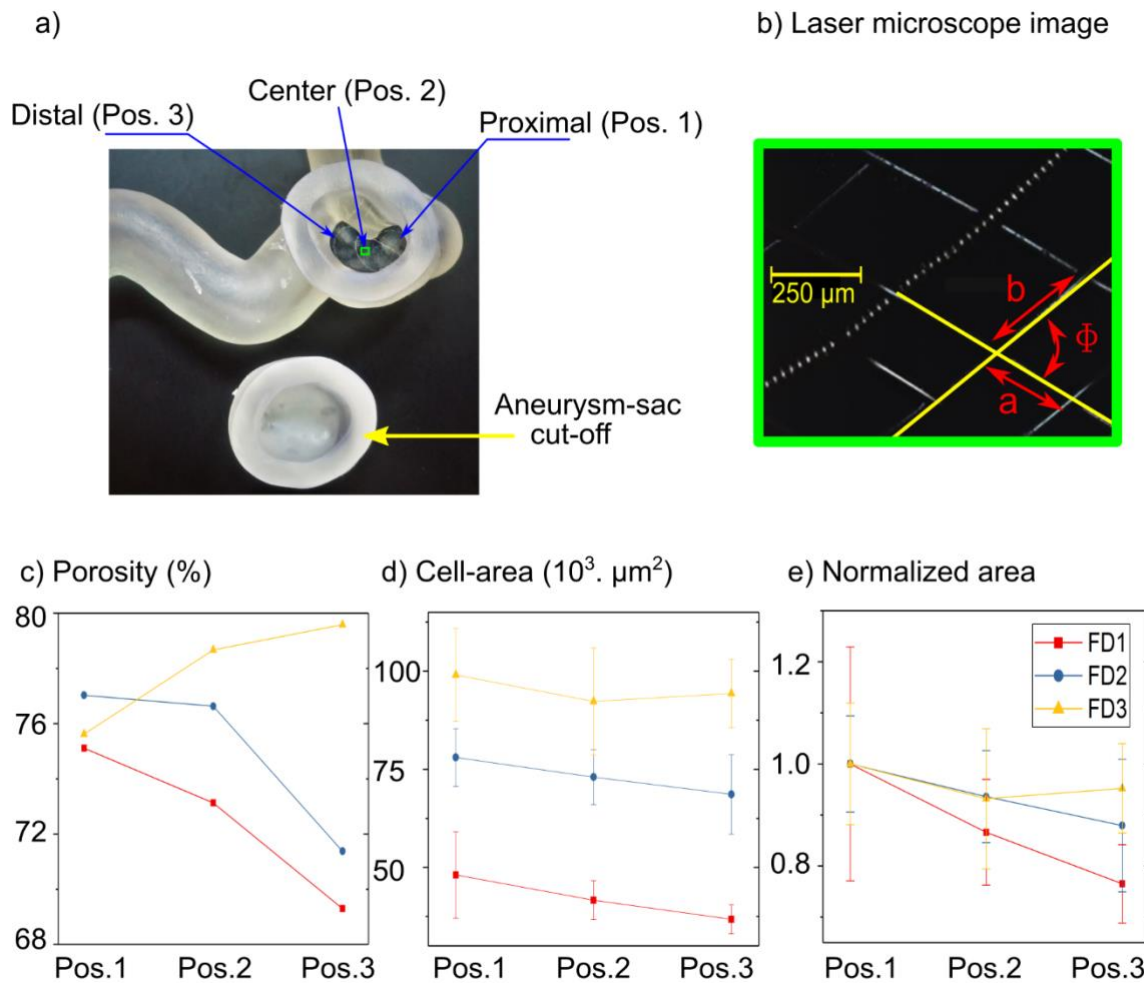 a)
b) Laser microscope image
Center (Pos. 2)
Distal (Pos. 3)
Proximal (Pos. 1)
Aneurysm-sac
cut-off
250 μm
b
Φ
a
c) Porosity (%)
80
76
72
68
Pos.1 Pos.2 Pos.3
d) Cell-area (10³. μm²)
100
75
50
Pos.1 Pos.2 Pos.3
e) Normalized area
1.2
1.0
0.8
FD1
FD2
FD3
Pos.1 Pos.2 Pos.3